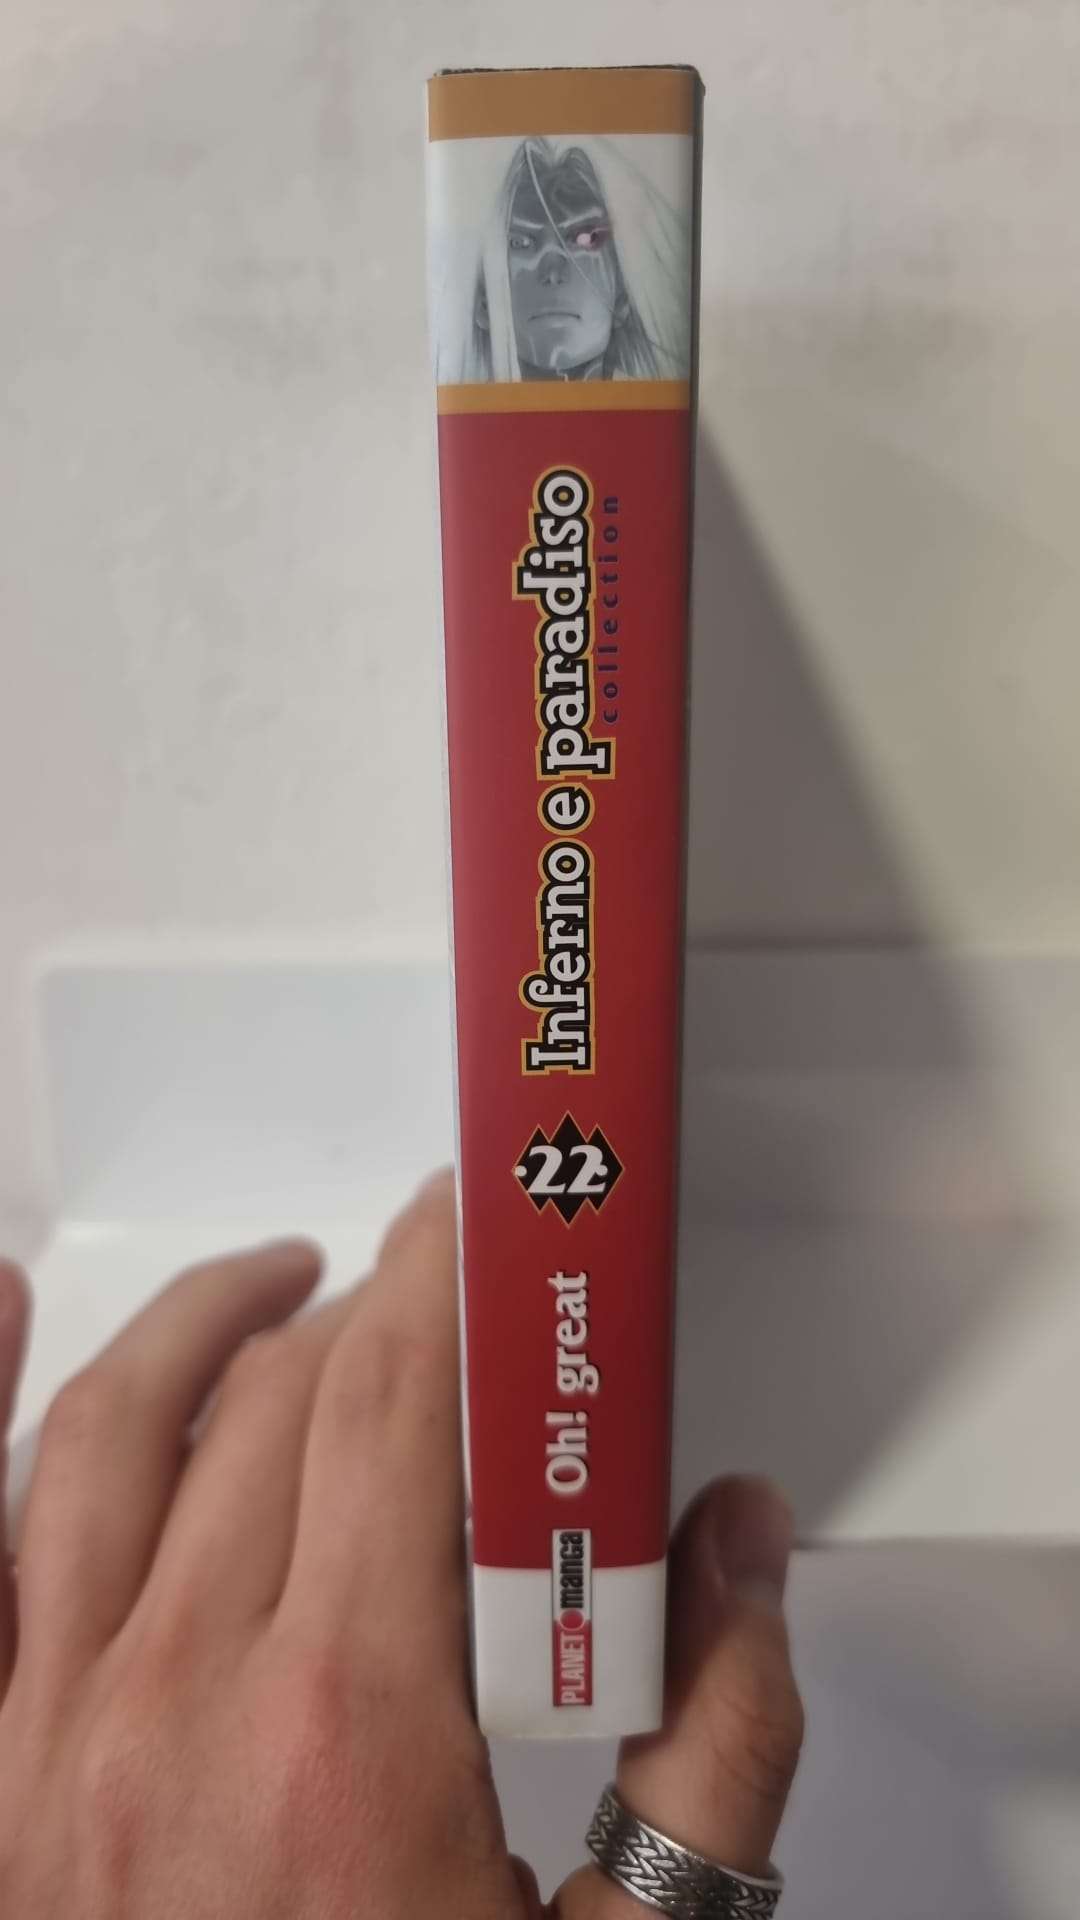 Inferno e paradiso
collection
·22·
Oh! great
PLANET manga